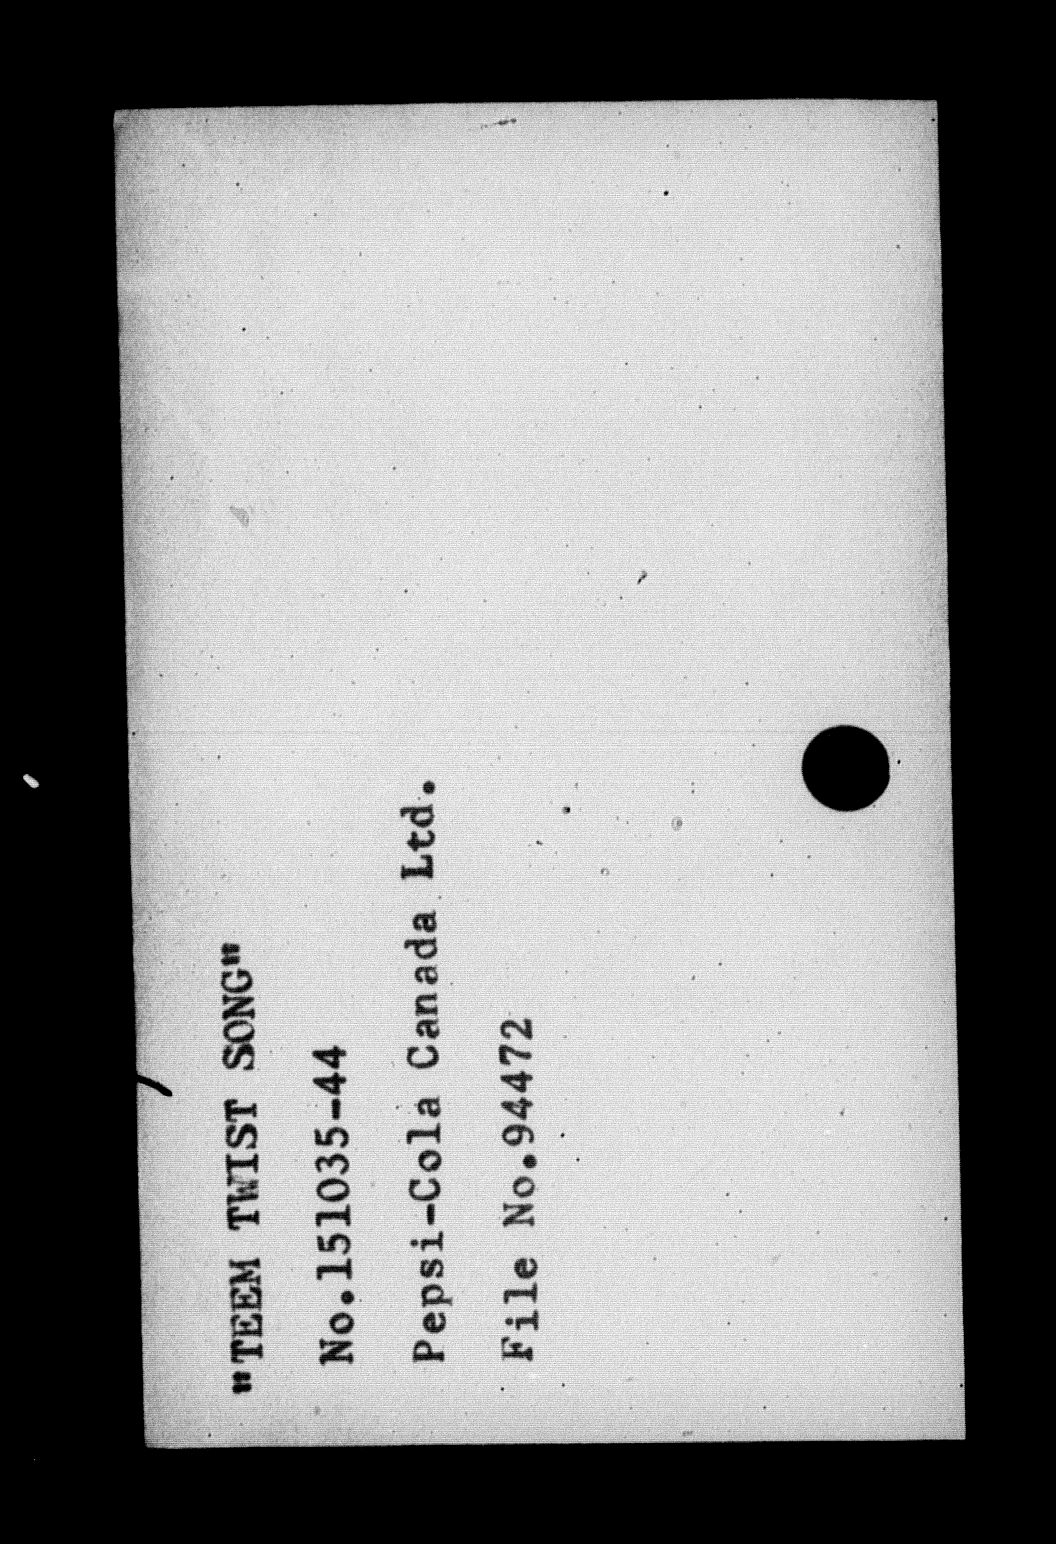 "TEEM TWIST SONG"
No.151035-44
Pepsi-Cola Canada Ltd.
File No.94472